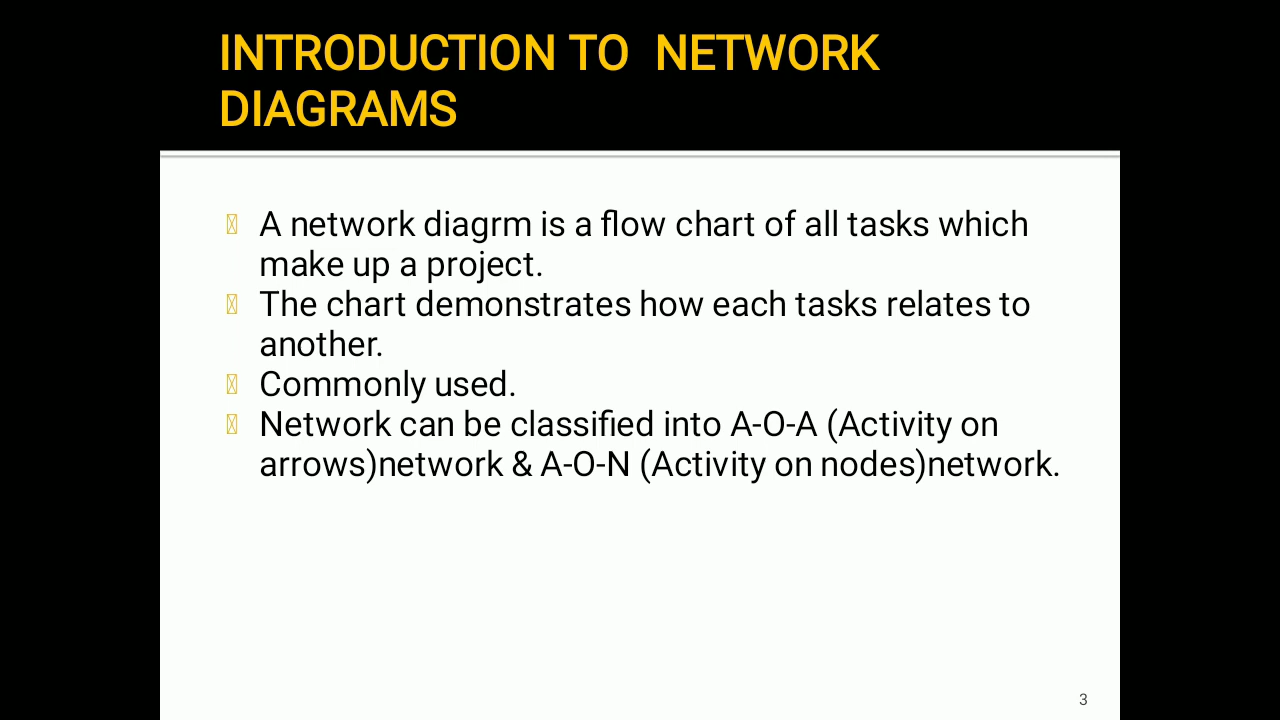 INTRODUCTION TO NETWORK
DIAGRAMS
A network diagrm is a flow chart of all tasks which
make up a project.
The chart demonstrates how each tasks relates to
another.
Commonly used.
Network can be classified into A-O-A (Activity on
arrows)network & A-O-N (Activity on nodes)network.
3